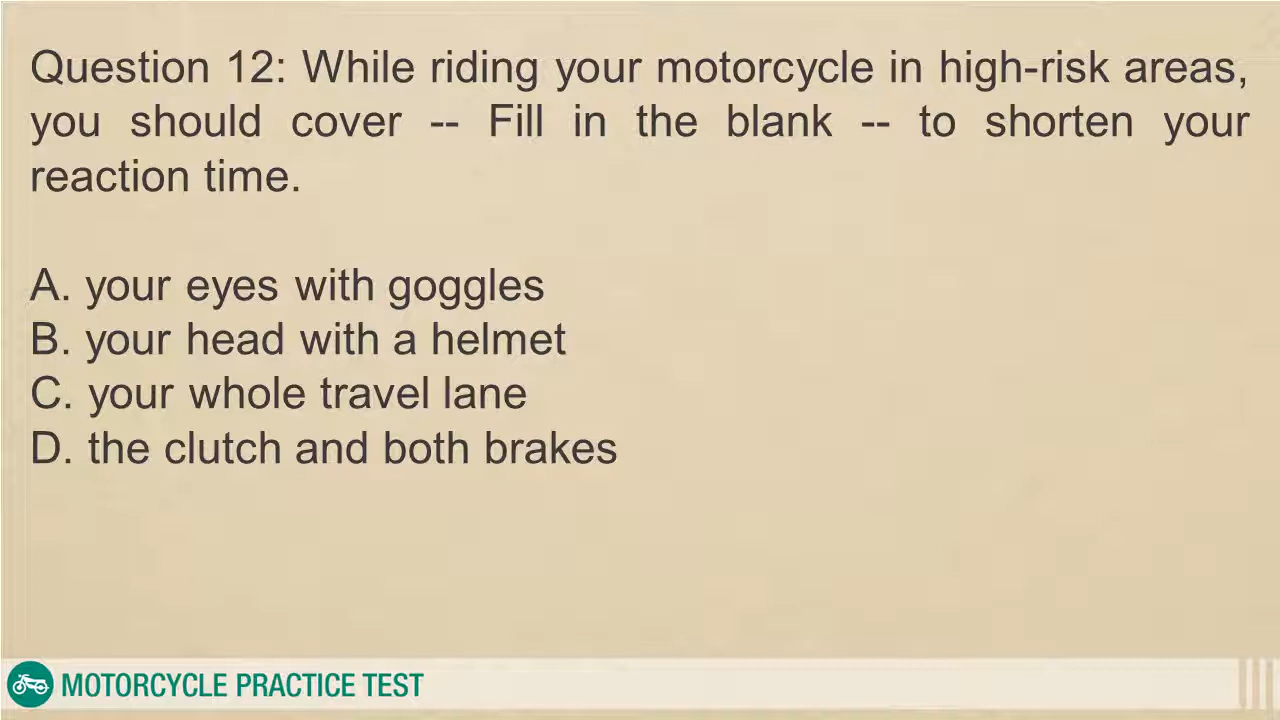 Question 12: While riding your motorcycle in high-risk areas,
you should cover -- Fill in the blank -- to shorten your
reaction time.
A. your eyes with goggles
B. your head with a helmet
C. your whole travel lane
D. the clutch and both brakes
MOTORCYCLE PRACTICE TEST